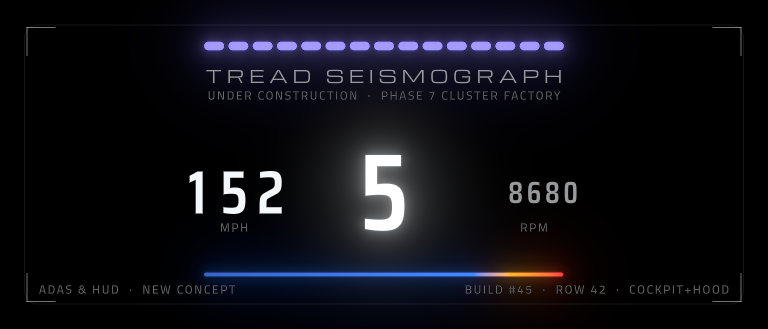 TREAD SEISMOGRAPH
UNDER CONSTRUCTION · PHASE 7 CLUSTER FACTORY
152 5 8680
MPH RPM
ADAS & HUD · NEW CONCEPT BUILD #45 · ROW 42 · COCKPIT+HOOD